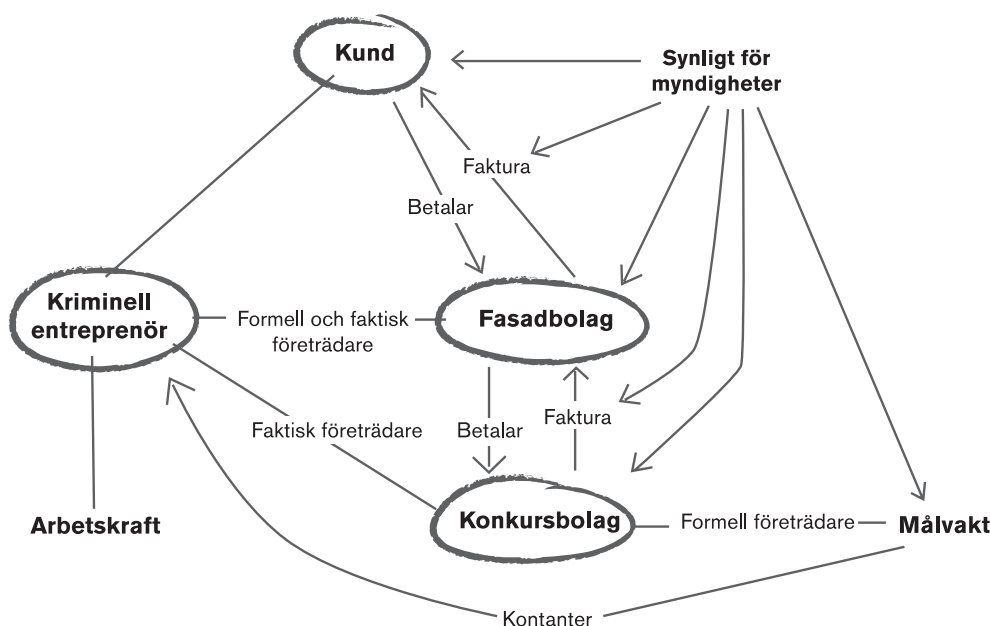 Kund
Synligt för
myndigheter
Faktura
Betalar
Kriminell
entreprenör
Formell och faktisk
företrädare
Fasadbolag
Faktisk företrädare
Betalar
Faktura
Arbetskraft
Konkursbolag
Formell företrädare
Målvakt
Kontanter